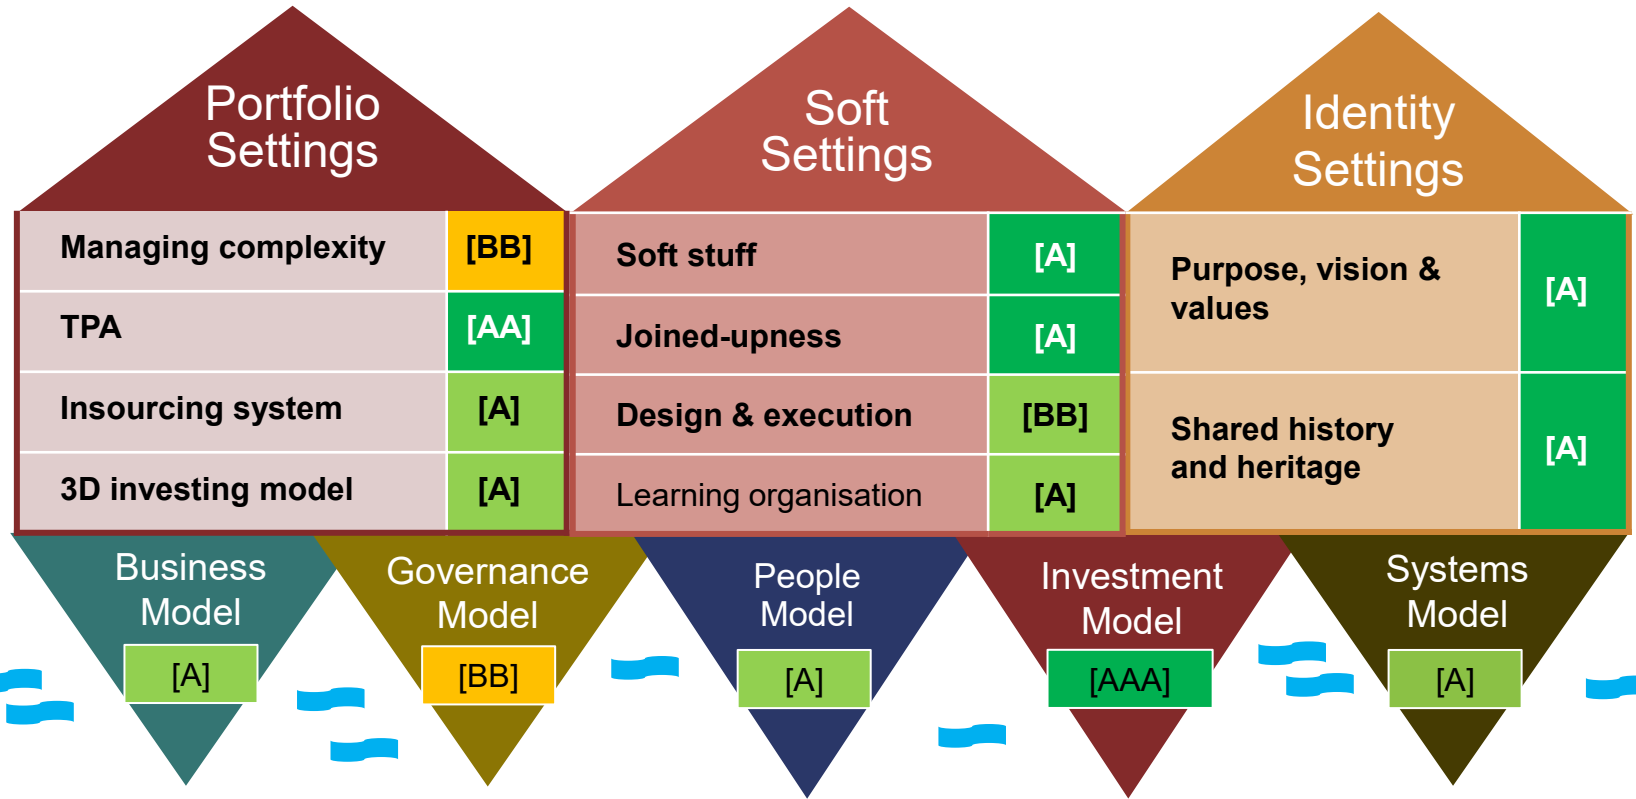 Portfolio
Settings
Managing complexity [BB]
TPA [AA]
Insourcing system [A]
3D investing model [A]
Soft
Settings
Soft stuff [A]
Joined-upness [A]
Design & execution [BB]
Learning organisation [A]
Identity
Settings
Purpose, vision &
values
[A]
Shared history
and heritage
[A]
Business
Model
[A]
Governance
Model
[BB]
People
Model
[A]
Investment
Model
[AAA]
Systems
Model
[A]